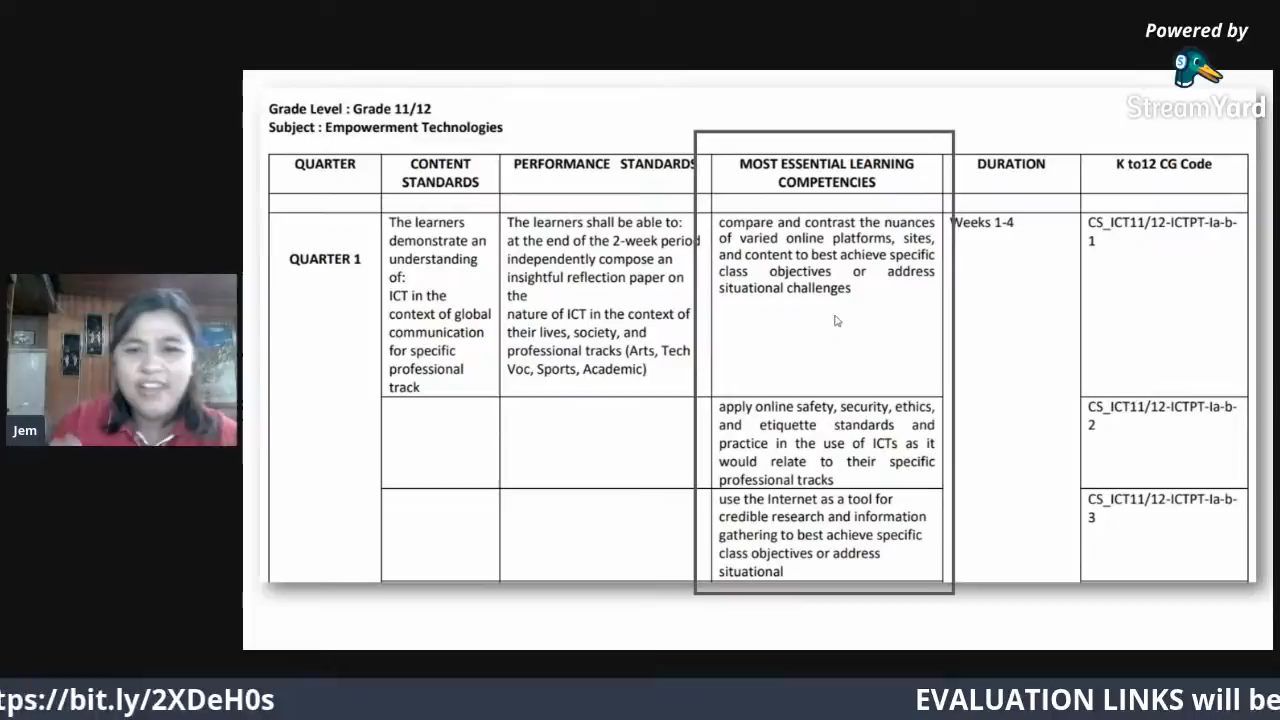 Powered by
StreamYard
Grade Level : Grade 11/12
Subject : Empowerment Technologies
QUARTER
CONTENT
STANDARDS
PERFORMANCE STANDARDS
MOST ESSENTIAL LEARNING
COMPETENCIES
DURATION
K to12 CG Code
QUARTER 1
The learners
demonstrate an
understanding
of:
ICT in the
context of global
communication
for specific
professional
track
The learners shall be able to:
at the end of the 2-week period
independently compose an
insightful reflection paper on
the
nature of ICT in the context of
their lives, society, and
professional tracks (Arts, Tech
Voc, Sports, Academic)
compare and contrast the nuances
of varied online platforms, sites,
and content to best achieve specific
class objectives or address
situational challenges
Weeks 1-4
CS_ICT11/12-ICTPT-Ia-b-
1
apply online safety, security, ethics,
and etiquette standards and
practice in the use of ICTs as it
would relate to their specific
professional tracks
CS_ICT11/12-ICTPT-Ia-b-
2
use the Internet as a tool for
credible research and information
gathering to best achieve specific
class objectives or address
situational
CS_ICT11/12-ICTPT-Ia-b-
3
Jem
tps://bit.ly/2XDeH0s
EVALUATION LINKS will be